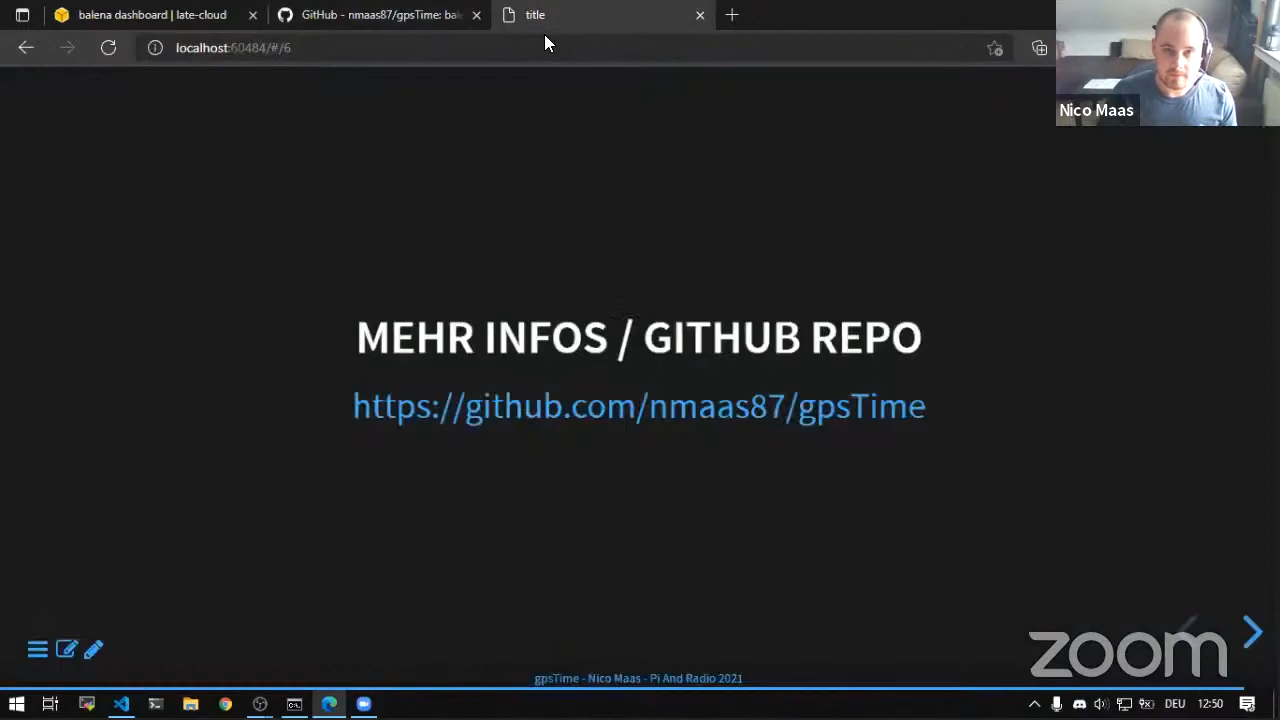 balena dashboard | late-cloud
GitHub - nmaas87/gpsTime: bal
title
localhost:60484/#/6
Nico Maas
MEHR INFOS / GITHUB REPO
https://github.com/nmaas87/gpsTime
zoom
gpsTime - Nico Maas - Pi And Radio 2021
DEU
12:50